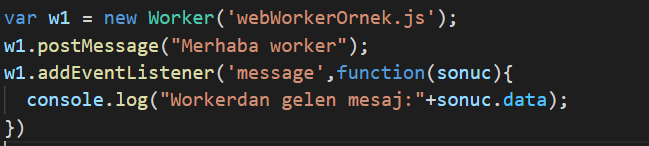 var w1 = new Worker('webWorkerOrnek.js');
w1.postMessage("Merhaba worker");
w1.addEventListener('message',function(sonuc){
  console.log("Workerdan gelen mesaj:"+sonuc.data);
})